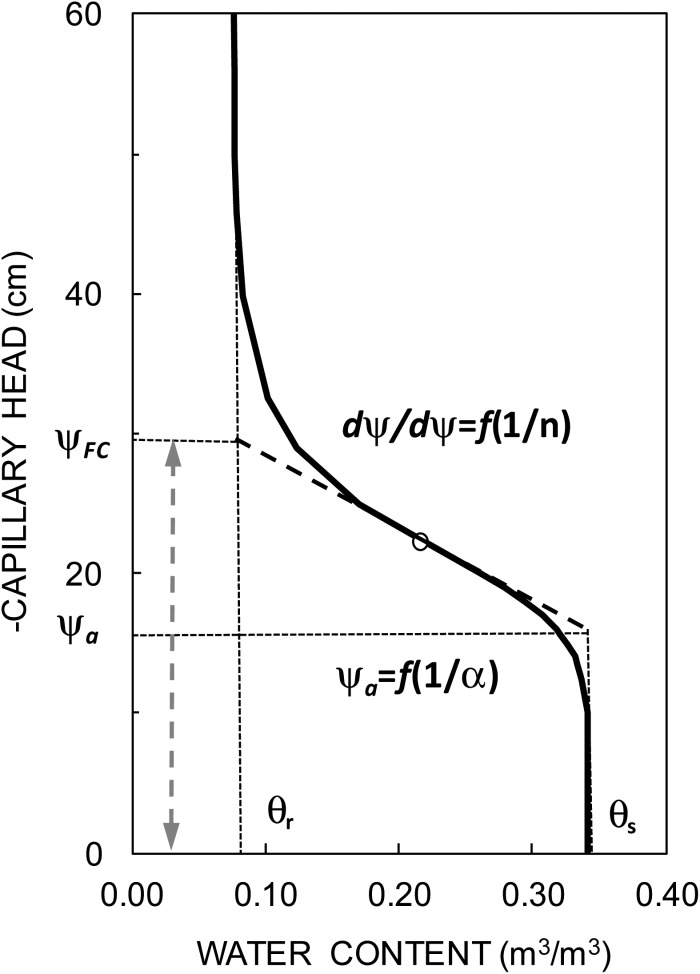 60
40
20
0
-CAPILLARY HEAD (cm)
ψFC
ψa
dψ/dψ=f(1/n)
ψa=f(1/α)
θr
θs
0.00 0.10 0.20 0.30 0.40
WATER CONTENT (m³/m³)